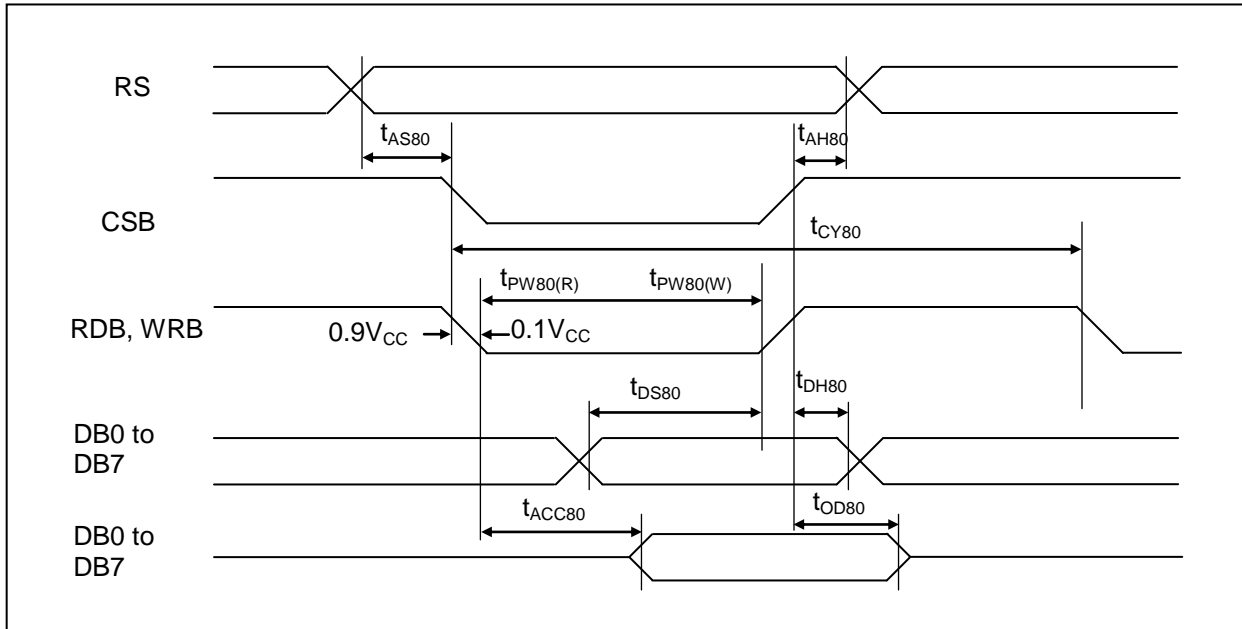 RS
tAS80
tAH80
CSB
tCY80
tPW80(R)
tPW80(W)
RDB, WRB
0.9VCC
0.1VCC
tDS80
tDH80
DB0 to
DB7
tACC80
tOD80
DB0 to
DB7